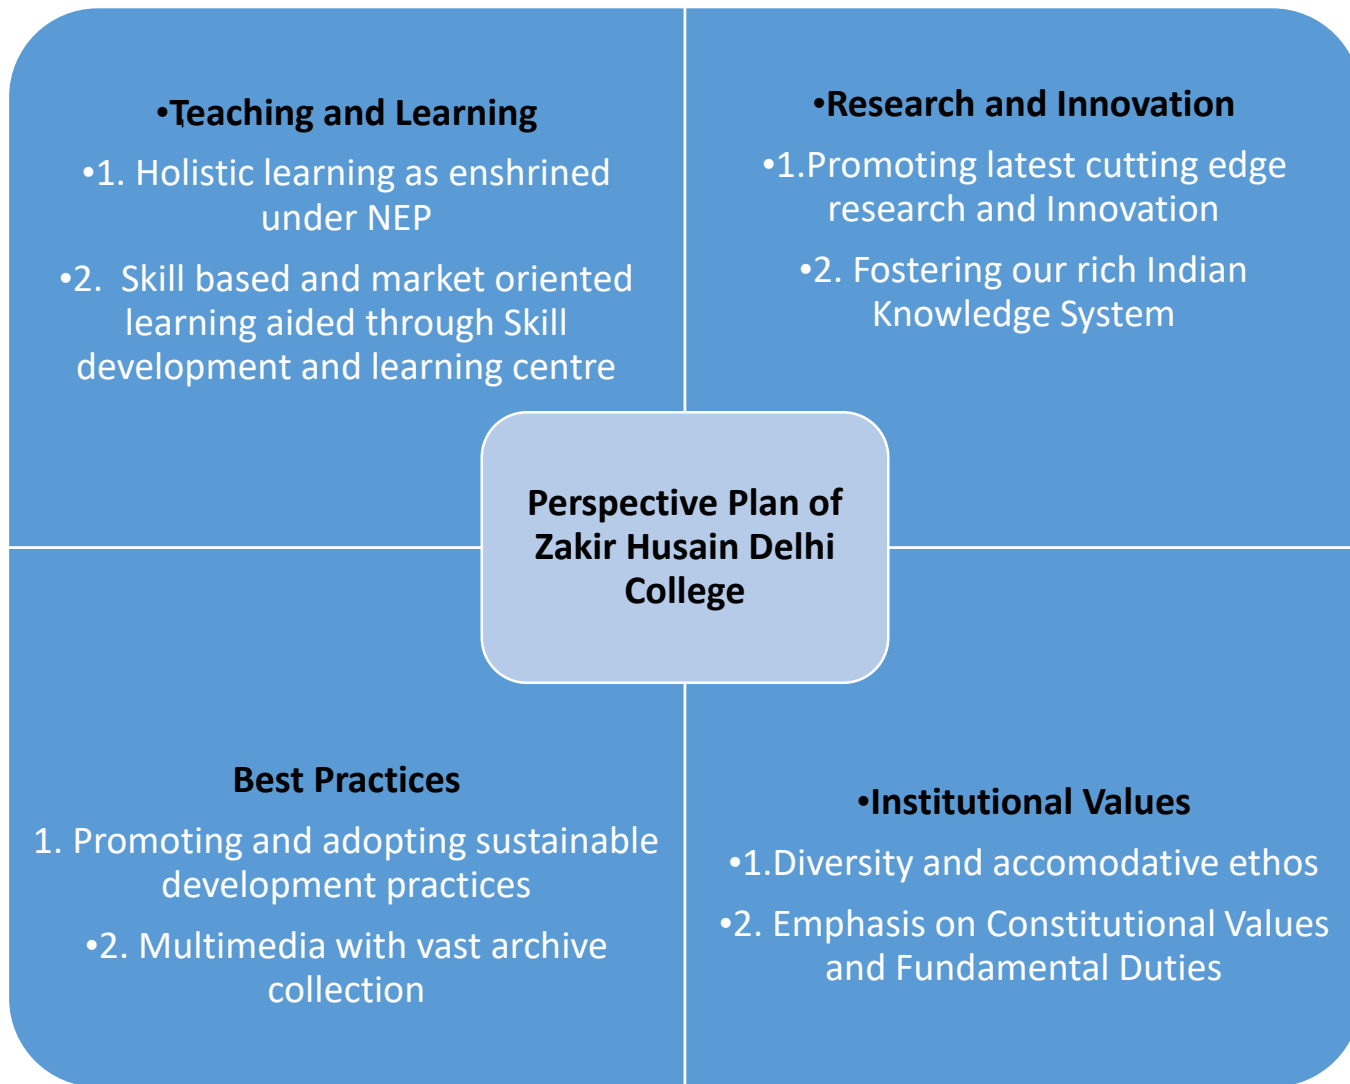 •Teaching and Learning
•1. Holistic learning as enshrined
under NEP
•2. Skill based and market oriented
learning aided through Skill
development and learning centre
•Research and Innovation
•1.Promoting latest cutting edge
research and Innovation
•2. Fostering our rich Indian
Knowledge System
Perspective Plan of
Zakir Husain Delhi
College
Best Practices
1. Promoting and adopting sustainable
development practices
•2. Multimedia with vast archive
collection
•Institutional Values
•1.Diversity and accomodative ethos
•2. Emphasis on Constitutional Values
and Fundamental Duties